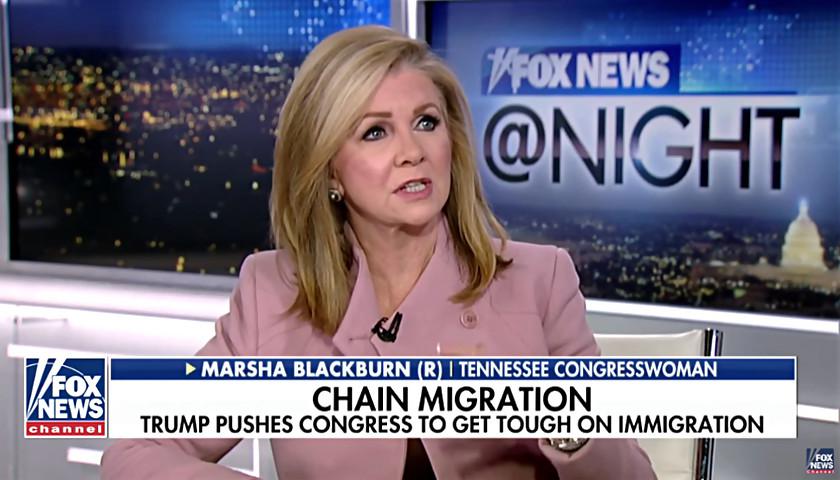 FOX NEWS
@NIGHT
MARSHA BLACKBURN (R) | TENNESSEE CONGRESSWOMAN
CHAIN MIGRATION
TRUMP PUSHES CONGRESS TO GET TOUGH ON IMMIGRATION
FOX
NEWS
channel
FOX
NEWS